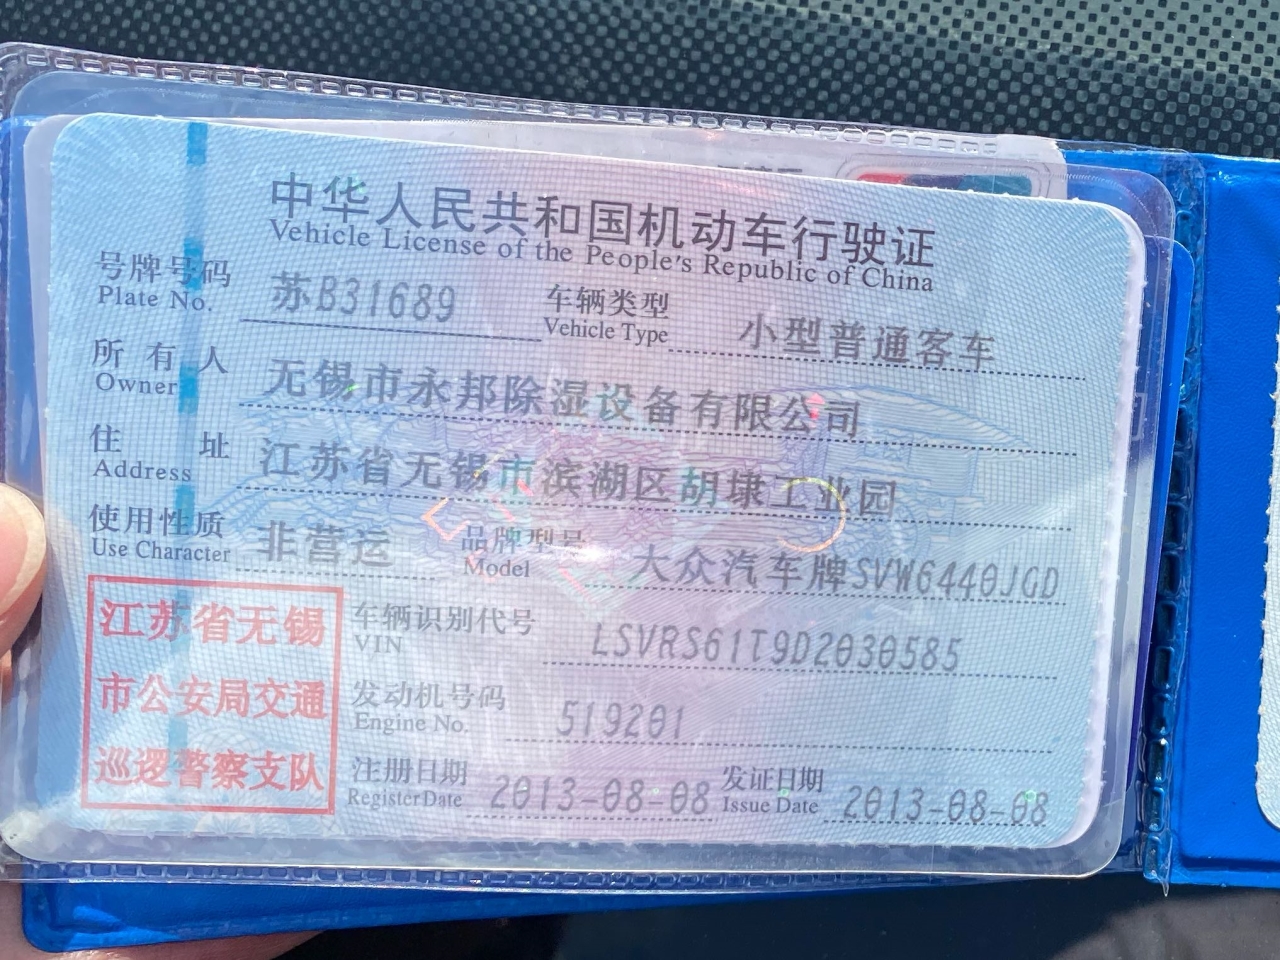 中华人民共和国机动车行驶证
Vehicle License of the People's Republic of China
号牌号码 苏B31689 车辆类型 小型普通客车
Plate No. Vehicle Type
所有人 无锡市永邦除湿设备有限公司
Owner
住址 江苏省无锡市滨湖区胡埭工业园
Address
使用性质 非营运 品牌型号 大众汽车牌SVW6440JGD
Use Character Model
江苏省无锡
市公安局交通
巡逻警察支队
车辆识别代号 LSVRS61T9D2030585
VIN
发动机号码 519201
Engine No.
注册日期 2013-08-08 发证日期 2013-08-08
Register Date Issue Date